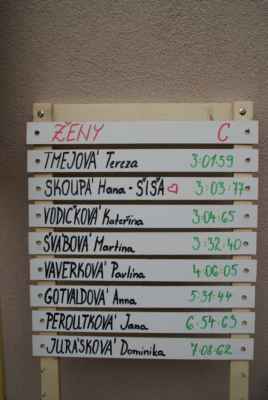 ŽENY C
TMEJOVÁ Tereza 3:01:59
SKOUPÁ Hana - ŠÍŠA 3:03:77
VODIČKOVÁ Kateřina 3:04:65
ŠVÁBOVÁ Martina 3:32:40
VAVERKOVÁ Pavlína 4:06:05
GOTVALDOVÁ Anna 5:31:44
PEROUTKOVÁ Jana 6:54:63
JURÁSKOVÁ Dominika 7:08:62